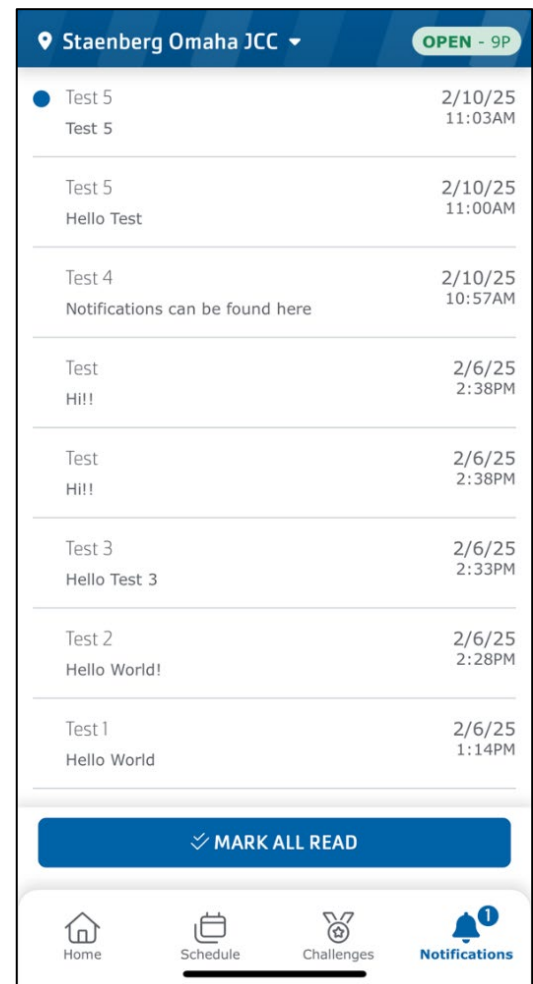 Staenberg Omaha JCC OPEN - 9P
Test 5 2/10/25
Test 5 11:03AM
Test 5 2/10/25
Hello Test 11:00AM
Test 4 2/10/25
Notifications can be found here 10:57AM
Test 2/6/25
Hi!! 2:38PM
Test 2/6/25
Hi!! 2:38PM
Test 3 2/6/25
Hello Test 3 2:33PM
Test 2 2/6/25
Hello World! 2:28PM
Test 1 2/6/25
Hello World 1:14PM
MARK ALL READ
1
Home Schedule Challenges Notifications